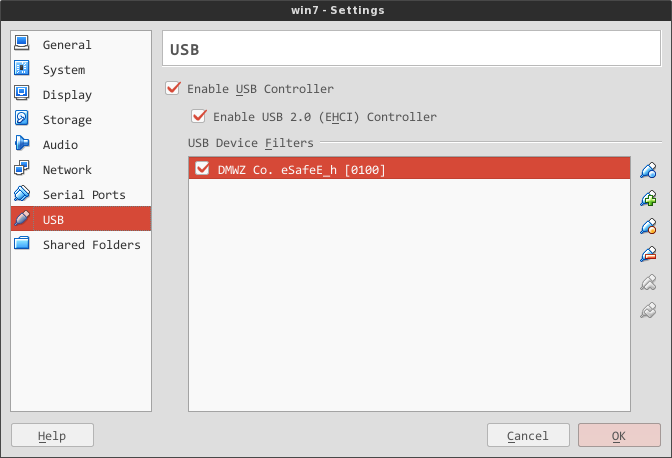 win7 - Settings
General
System
Display
Storage
Audio
Network
Serial Ports
USB
Shared Folders
USB
Enable USB Controller
Enable USB 2.0 (EHCI) Controller
USB Device Filters
DMWZ Co. eSafeE_h [0100]
Help
Cancel
OK